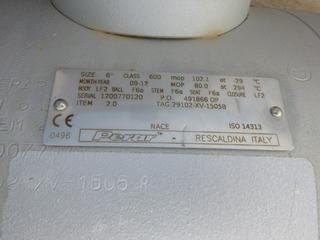 SIZE 6" CLASS 600 mop 102.1 at -29 °C
MONTH/YEAR 09-12 MOP 80.0 at 294 °C
BODY LF2 BALL F6a STEM F6a SEAT F6a CLOSURE LF2
SERIAL 1200770120 P.O. 491866 OP
ITEM 2.0 TAG 29102-XV-1505B
CE NACE ISO 14313
0496 Perar - RESCALDINA ITALY